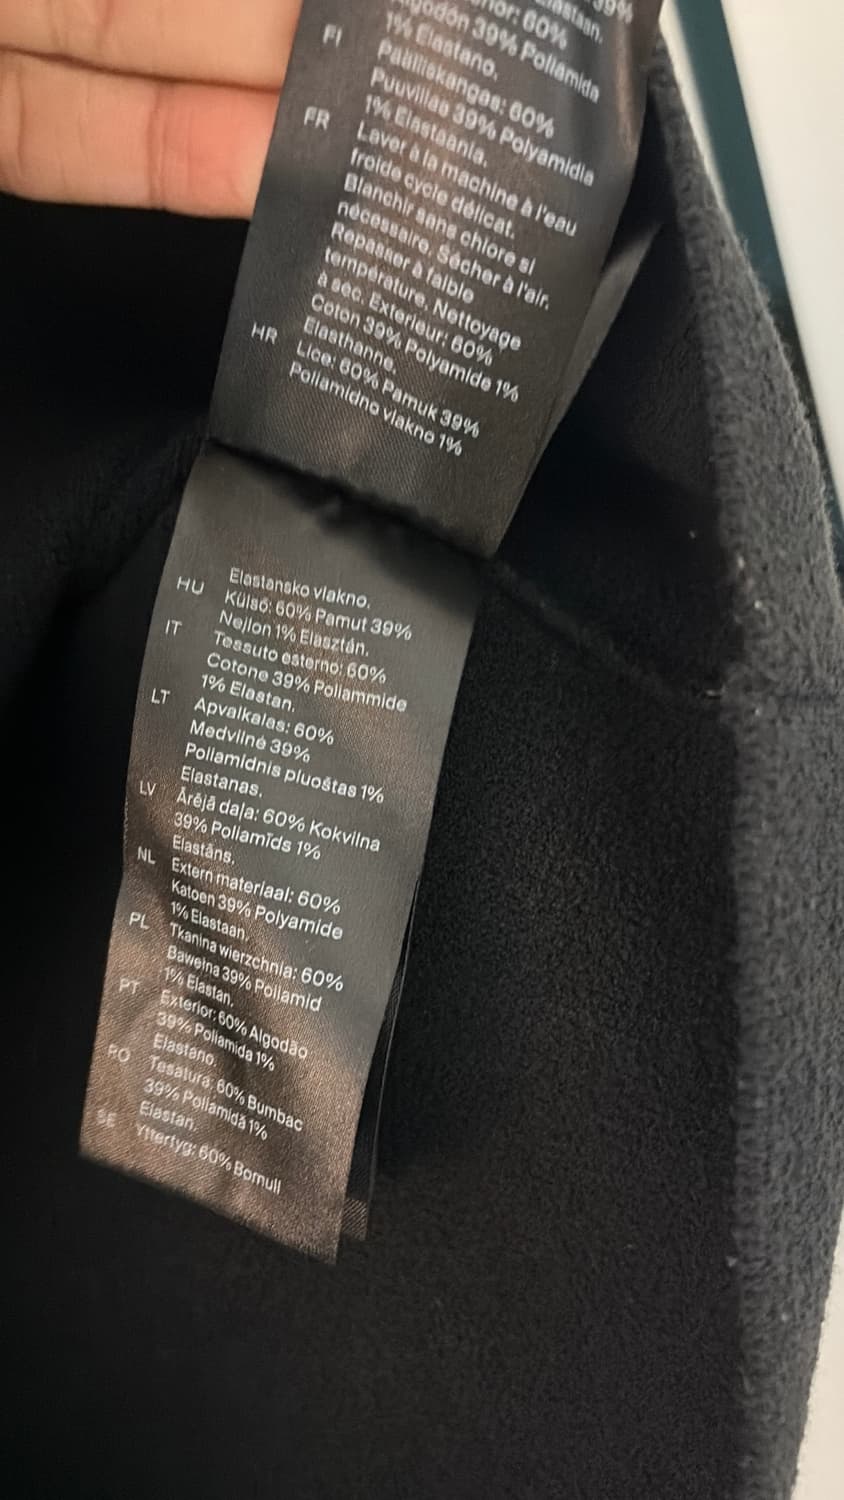 39%
Elastaan.
60%
Algodón 39% Poliamida
1% Elastano.
FI Päälliskangas: 60%
Puuvillaa 39% Polyamidia
1% Elastaania.
FR Laver à la machine à l'eau
froide cycle délicat.
Blanchir sans chlore si
nécessaire. Sécher à l'air.
Repasser à faible
température. Nettoyage
à sec. Exterieur: 60%
Coton 39% Polyamide 1%
Elasthanne.
HR Lice: 60% Pamuk 39%
Poliamidno vlakno 1%
Elastansko vlakno.
HU Külső: 60% Pamut 39%
Nejlon 1% Elasztán.
IT Tessuto esterno: 60%
Cotone 39% Poliammide
1% Elastan.
LT Apvalkalas: 60%
Medvilnė 39%
Poliamidnis pluoštas 1%
Elastanas.
LV Ārējā daļa: 60% Kokvilna
39% Poliamīds 1%
Elastāns.
NL Extern materiaal: 60%
Katoen 39% Polyamide
1% Elastaan.
PL Tkanina wierzchnia: 60%
Bawełna 39% Poliamid
1% Elastan.
PT Exterior: 60% Algodão
39% Poliamida 1%
Elastano
RO Tesatura: 60% Bumbac
39% Poliamidă 1%
Elastan.
SE Yttertyg: 60% Bomull